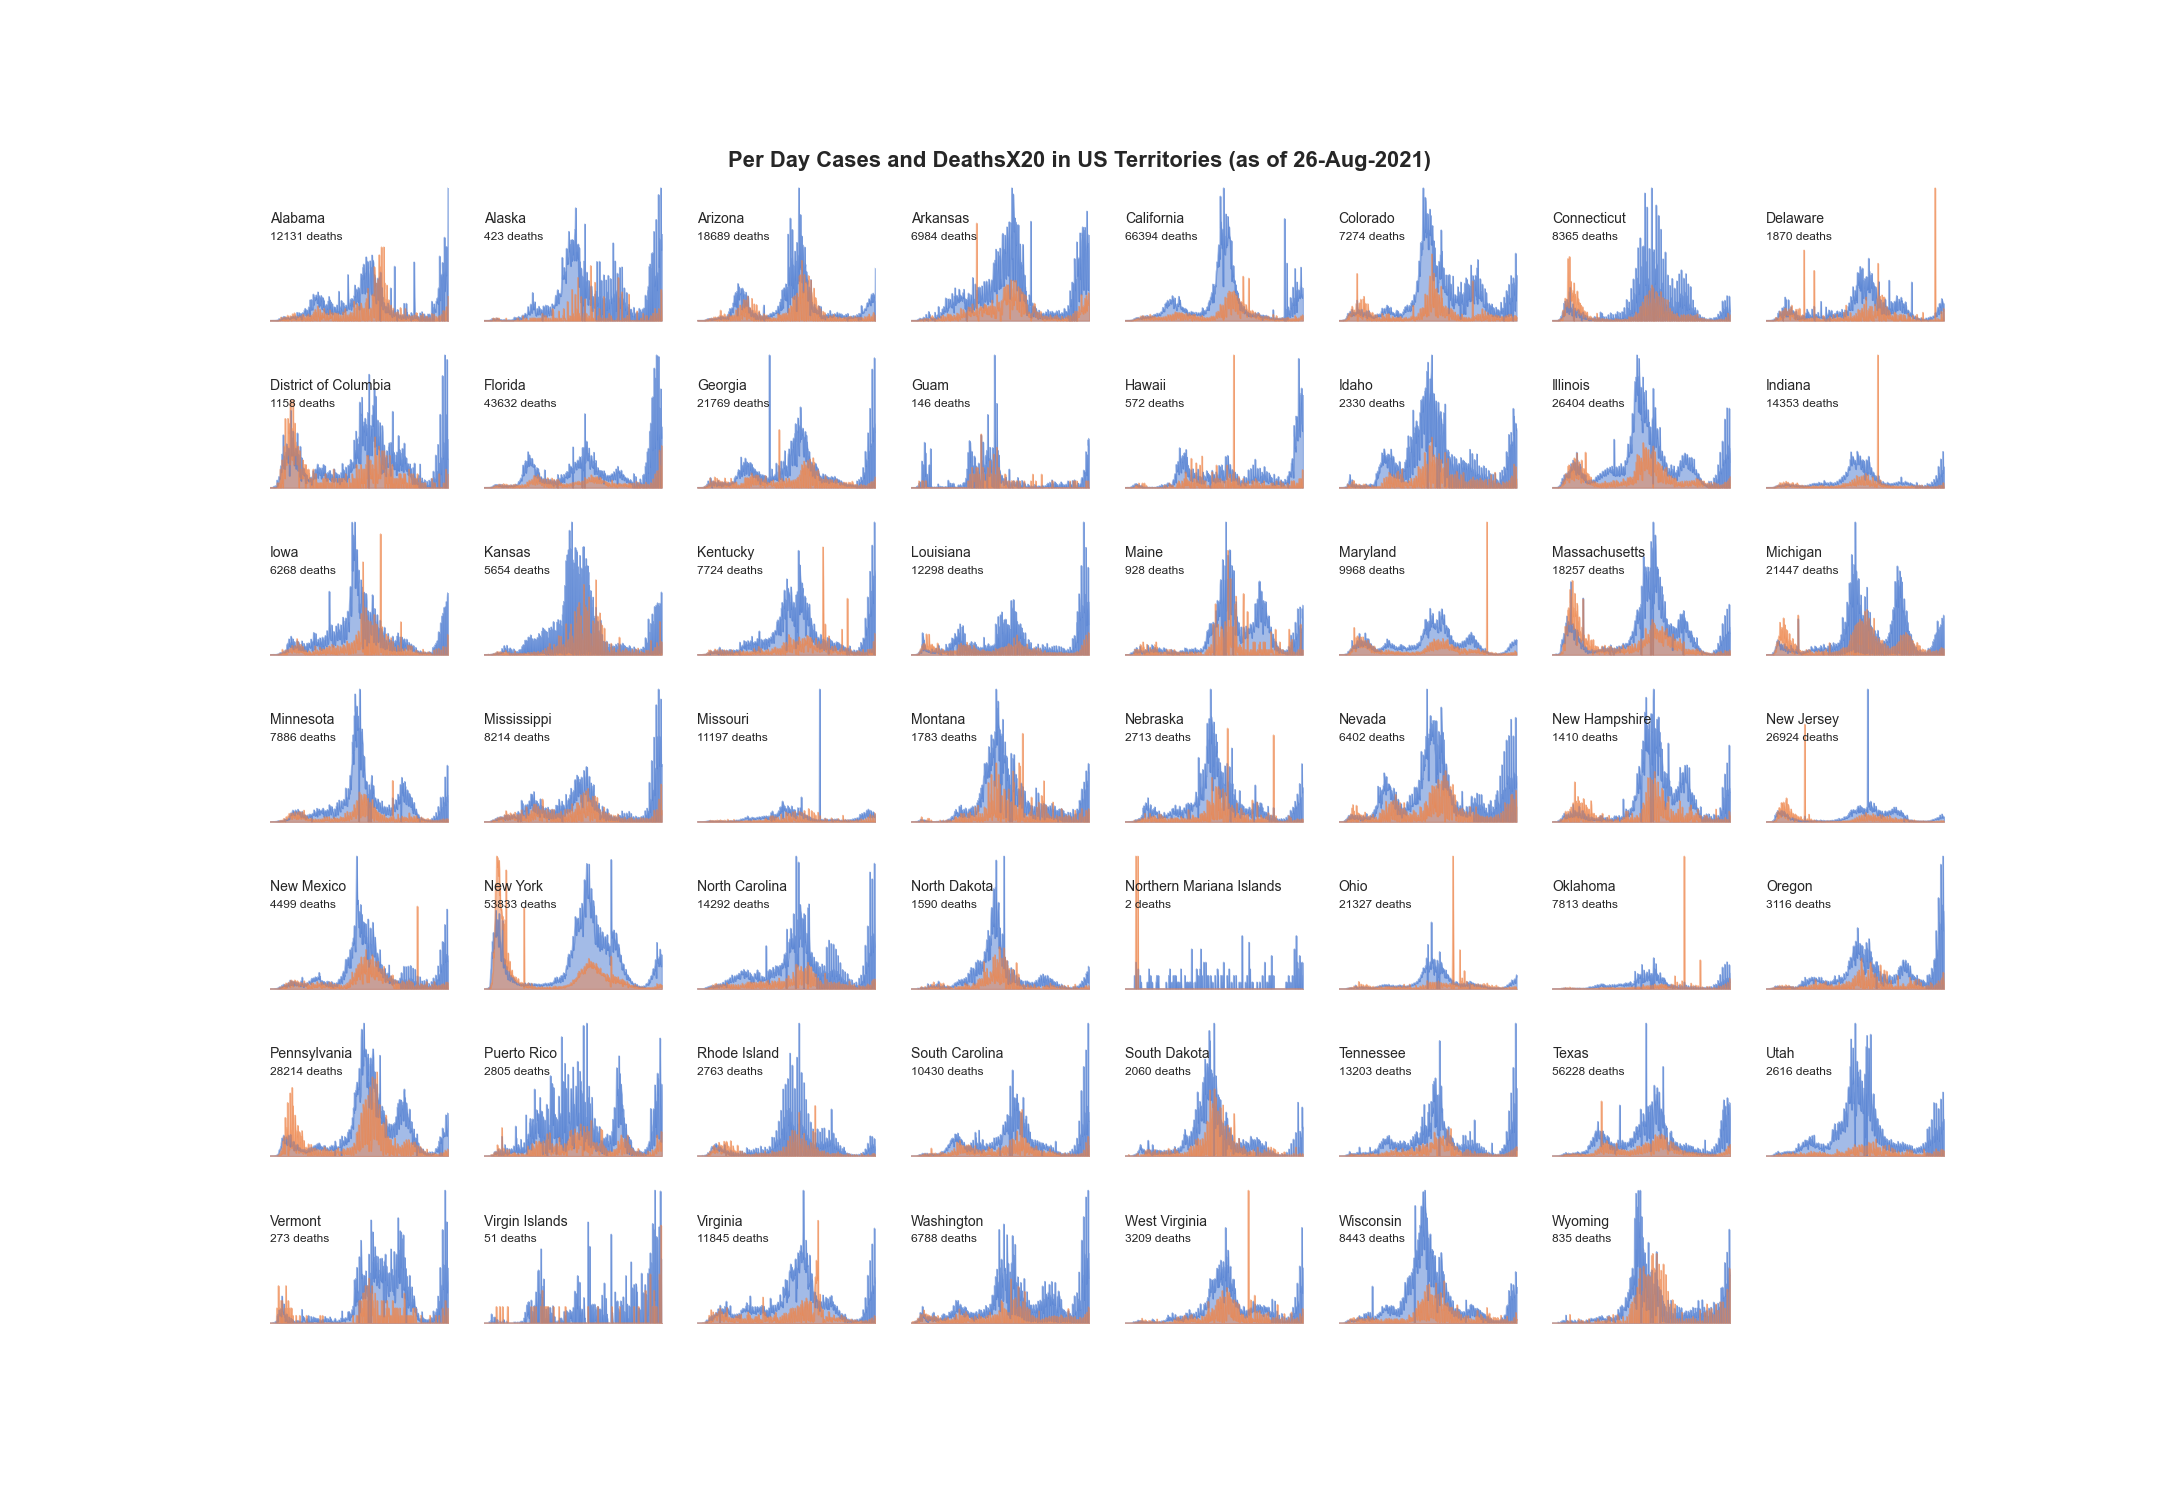 Per Day Cases and DeathsX20 in US Territories (as of 26-Aug-2021)
Alabama
12131 deaths
Alaska
423 deaths
Arizona
18689 deaths
Arkansas
6984 deaths
California
66394 deaths
Colorado
7274 deaths
Connecticut
8365 deaths
Delaware
1870 deaths
District of Columbia
1158 deaths
Florida
43632 deaths
Georgia
21769 deaths
Guam
146 deaths
Hawaii
572 deaths
Idaho
2330 deaths
Illinois
26404 deaths
Indiana
14353 deaths
Iowa
6268 deaths
Kansas
5654 deaths
Kentucky
7724 deaths
Louisiana
12298 deaths
Maine
928 deaths
Maryland
9968 deaths
Massachusetts
18257 deaths
Michigan
21447 deaths
Minnesota
7886 deaths
Mississippi
8214 deaths
Missouri
11197 deaths
Montana
1783 deaths
Nebraska
2713 deaths
Nevada
6402 deaths
New Hampshire
1410 deaths
New Jersey
26924 deaths
New Mexico
4499 deaths
New York
53833 deaths
North Carolina
14292 deaths
North Dakota
1590 deaths
Northern Mariana Islands
2 deaths
Ohio
21327 deaths
Oklahoma
7813 deaths
Oregon
3116 deaths
Pennsylvania
28214 deaths
Puerto Rico
2805 deaths
Rhode Island
2763 deaths
South Carolina
10430 deaths
South Dakota
2060 deaths
Tennessee
13203 deaths
Texas
56228 deaths
Utah
2616 deaths
Vermont
273 deaths
Virgin Islands
51 deaths
Virginia
11845 deaths
Washington
6788 deaths
West Virginia
3209 deaths
Wisconsin
8443 deaths
Wyoming
835 deaths